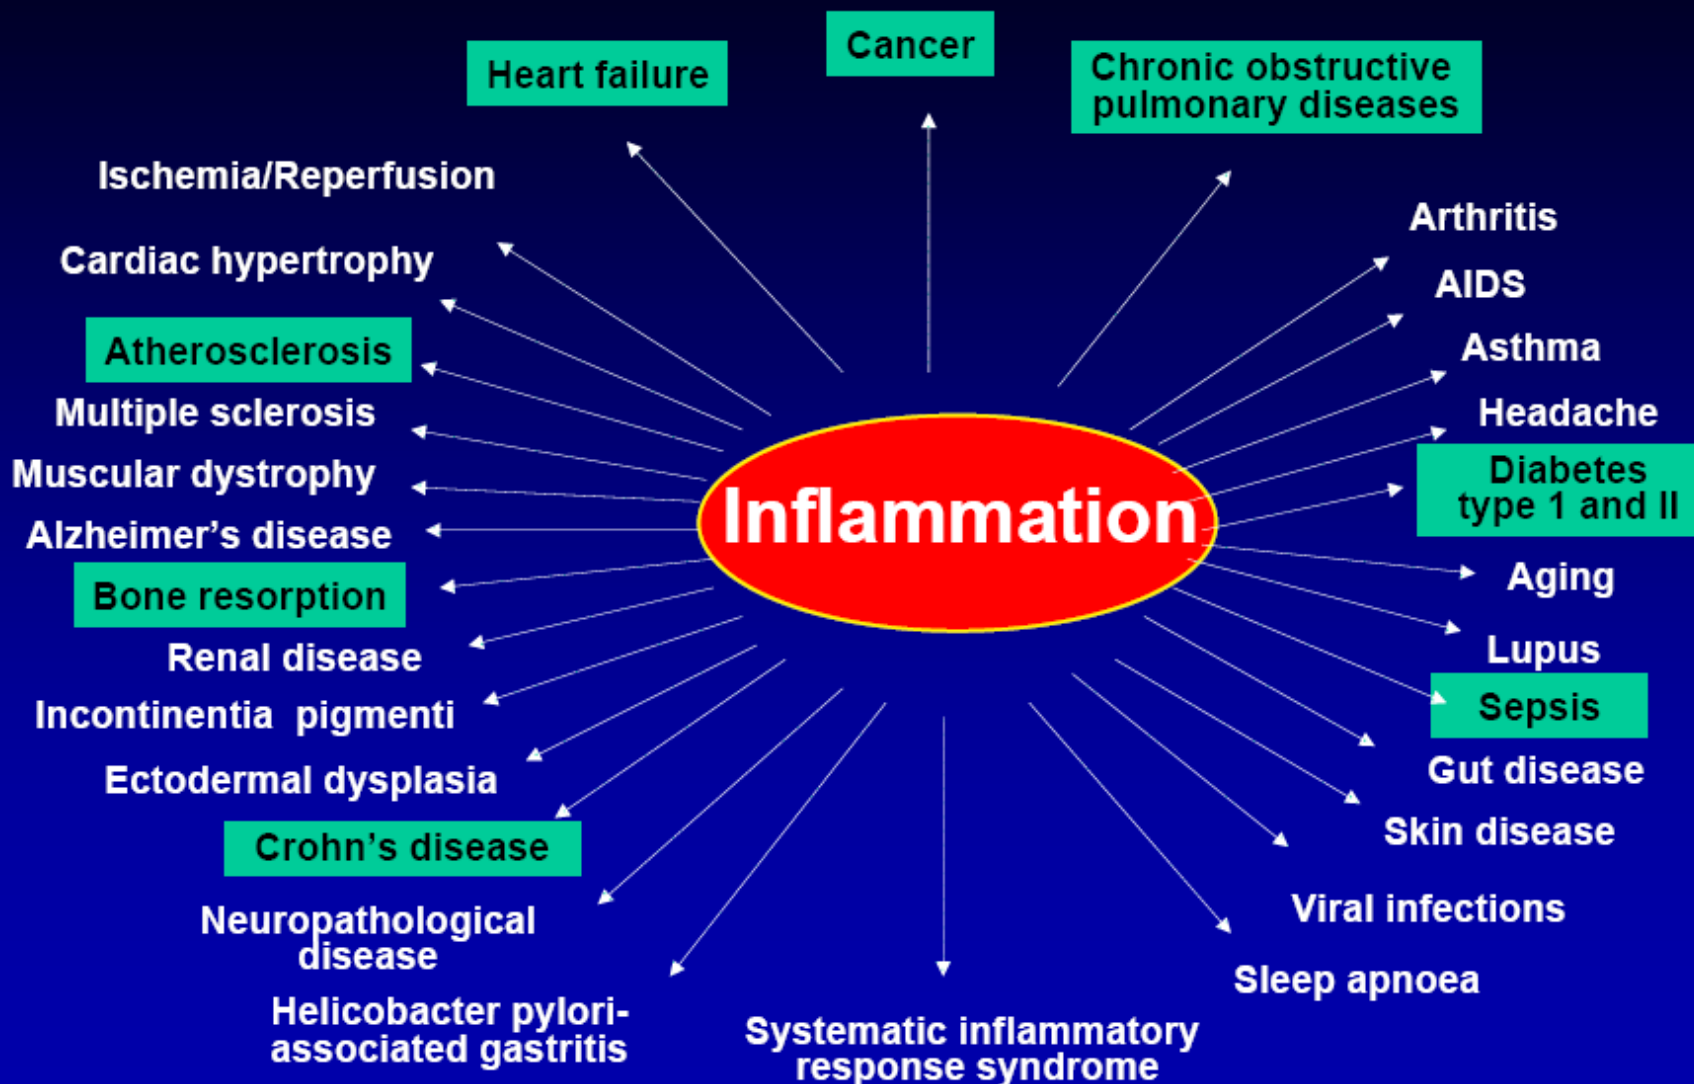 Cancer
Heart failure
Chronic obstructive
pulmonary diseases
Ischemia/Reperfusion
Arthritis
Cardiac hypertrophy
AIDS
Atherosclerosis
Asthma
Multiple sclerosis
Headache
Muscular dystrophy
Diabetes
type 1 and II
Inflammation
Alzheimer’s disease
Aging
Bone resorption
Renal disease
Lupus
Incontinentia pigmenti
Sepsis
Ectodermal dysplasia
Gut disease
Crohn’s disease
Skin disease
Neuropathological
disease
Viral infections
Sleep apnoea
Helicobacter pylori-
associated gastritis
Systematic inflammatory
response syndrome